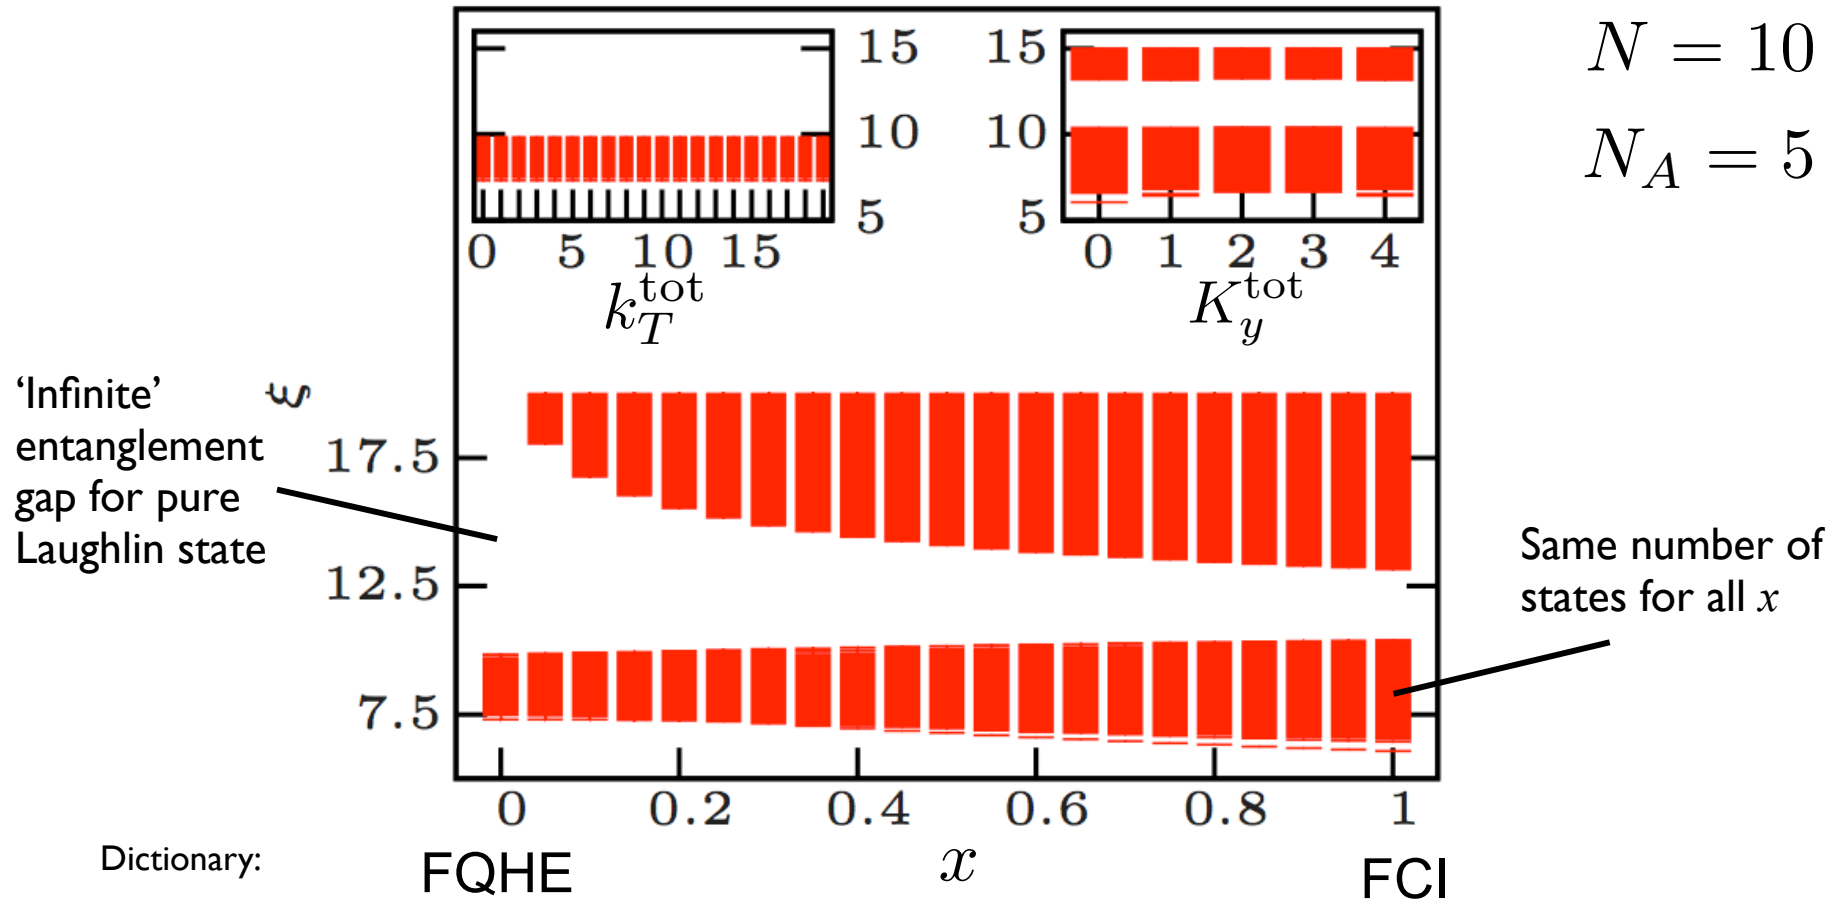 15
10
5
0 5 10 15
k_T^tot
15
10
5
0 1 2 3 4
K_y^tot
N = 10
N_A = 5
‘Infinite’
entanglement
gap for pure
Laughlin state
ξ
17.5
12.5
7.5
Same number of
states for all x
0 0.2 0.4 0.6 0.8 1
Dictionary:
FQHE
x
FCI